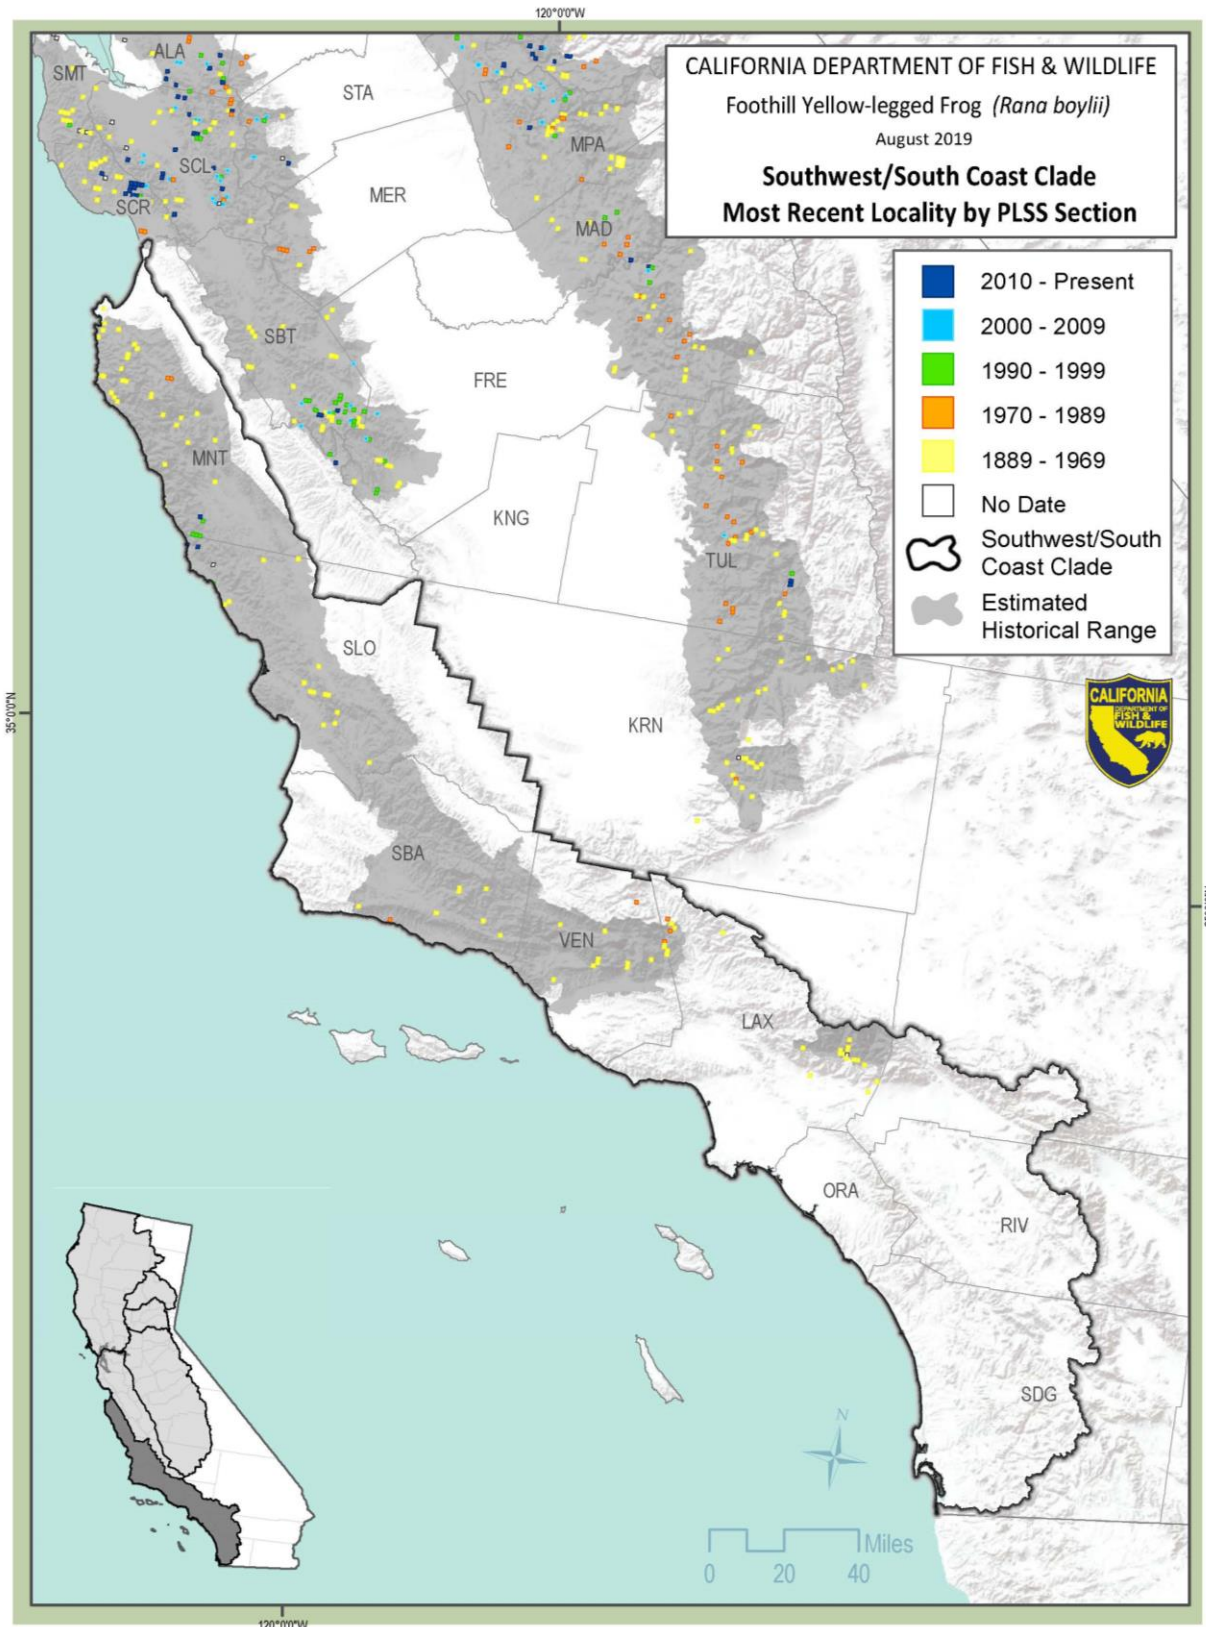 120°0'0"W
CALIFORNIA DEPARTMENT OF FISH & WILDLIFE
Foothill Yellow-legged Frog (Rana boylii)
August 2019
Southwest/South Coast Clade
Most Recent Locality by PLSS Section
2010 - Present
2000 - 2009
1990 - 1999
1970 - 1989
1889 - 1969
No Date
Southwest/South
Coast Clade
Estimated
Historical Range
ALA
SMT
STA
SCL
MPA
MER
SCR
MAD
SBT
FRE
MNT
KNG
TUL
SLO
35°0'0"N
KRN
CALIFORNIA
DEPARTMENT OF
FISH &
WILDLIFE
SBA
VEN
LAX
ORA
RIV
SDG
N
Miles
0 20 40
120°0'0"W